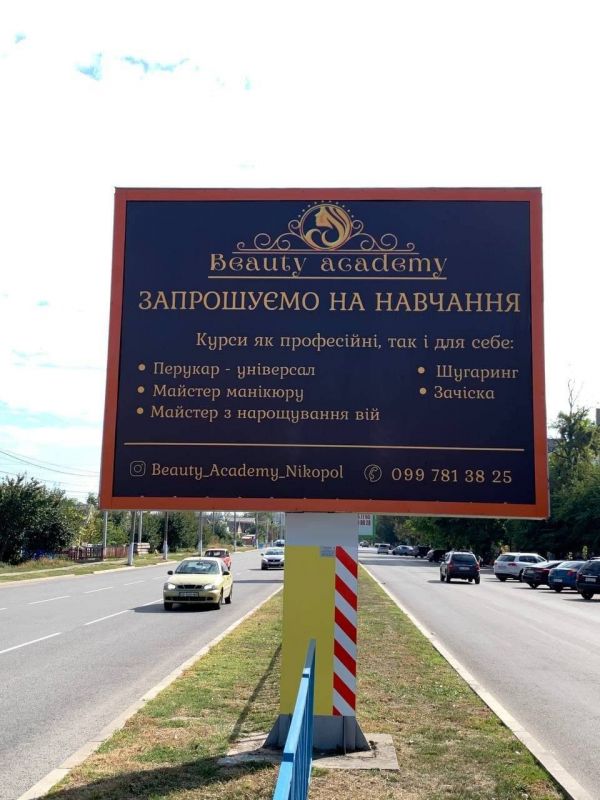 Beauty academy
ЗАПРОШУЄМО НА НАВЧАННЯ
Курси як професійні, так і для себе:
• Перукар - універсал
• Майстер манікюру
• Майстер з нарощування вій
• Шугаринг
• Зачіска
Beauty_Academy_Nikopol
099 781 38 25